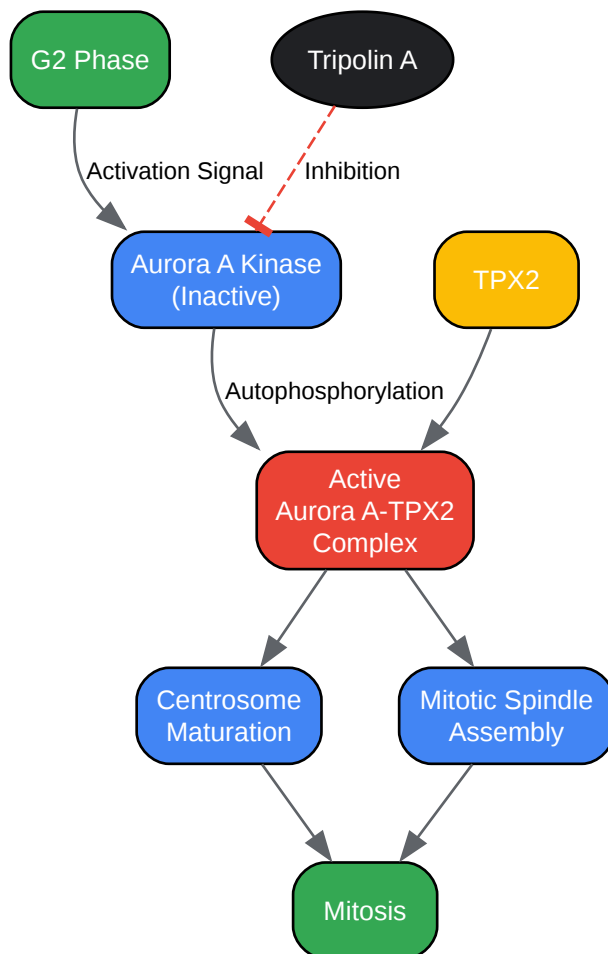 G2 Phase
Tripolin A
Activation Signal
Inhibition
Aurora A Kinase
(Inactive)
TPX2
Autophosphorylation
Active
Aurora A-TPX2
Complex
Centrosome
Maturation
Mitotic Spindle
Assembly
Mitosis